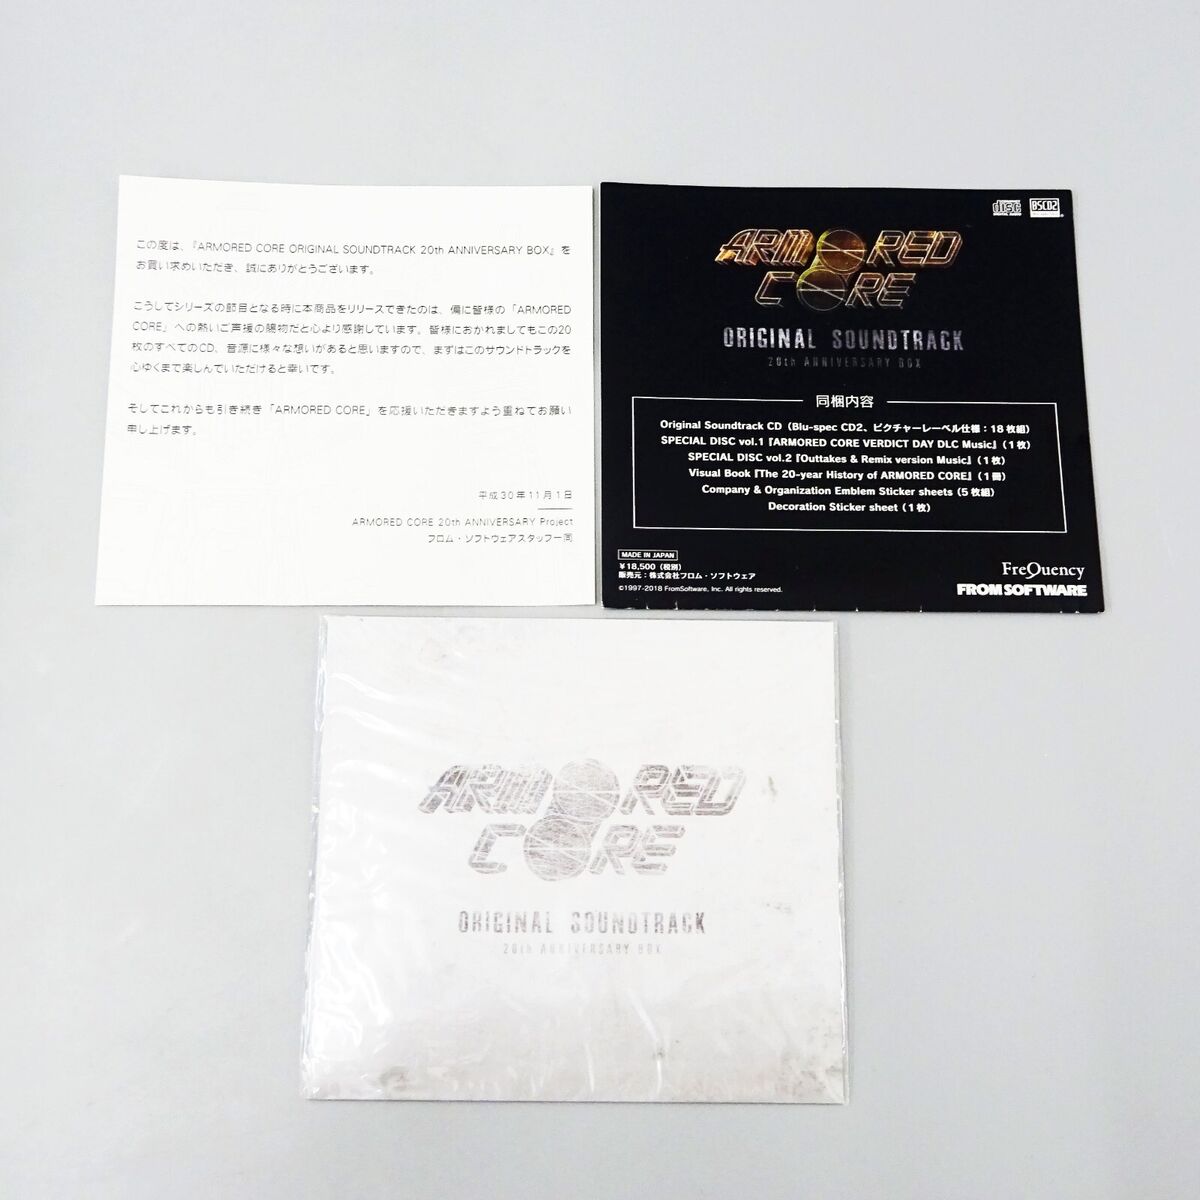 この度は、『ARMORED CORE ORIGINAL SOUNDTRACK 20th ANNIVERSARY BOX』を
お買い求めいただき、誠にありがとうございます。
こうしてシリーズの節目となる時に本商品をリリースできたのは、偏に皆様の「ARMORED
CORE」への熱いご声援の賜物だと心より感謝しています。皆様におかれましてもこの20
枚のすべてのCD、音源に様々な想いがあると思いますので、まずはこのサウンドトラックを
心ゆくまで楽しんでいただけると幸いです。
そしてこれからも引き続き「ARMORED CORE」を応援いただきますよう重ねてお願い
申し上げます。
平成30年11月1日
ARMORED CORE 20th ANNIVERSARY Project
フロム・ソフトウェアスタッフ一同
disc
DIGITAL AUDIO
BSCD2
ARMORED
CORE
ORIGINAL SOUNDTRACK
20th ANNIVERSARY BOX
同梱内容
Original Soundtrack CD（Blu-spec CD2、ピクチャーレーベル仕様：18枚組）
SPECIAL DISC vol.1『ARMORED CORE VERDICT DAY DLC Music』（1枚）
SPECIAL DISC vol.2『Outtakes & Remix version Music』（1枚）
Visual Book『The 20-year History of ARMORED CORE』（1冊）
Company & Organization Emblem Sticker sheets（5枚組）
Decoration Sticker sheet（1枚）
MADE IN JAPAN
¥18,500（税別）
販売元：株式会社フロム・ソフトウェア
©1997-2018 FromSoftware, Inc. All rights reserved.
FreQuency
FROMSOFTWARE
ARMORED
CORE
ORIGINAL SOUNDTRACK
20th ANNIVERSARY BOX